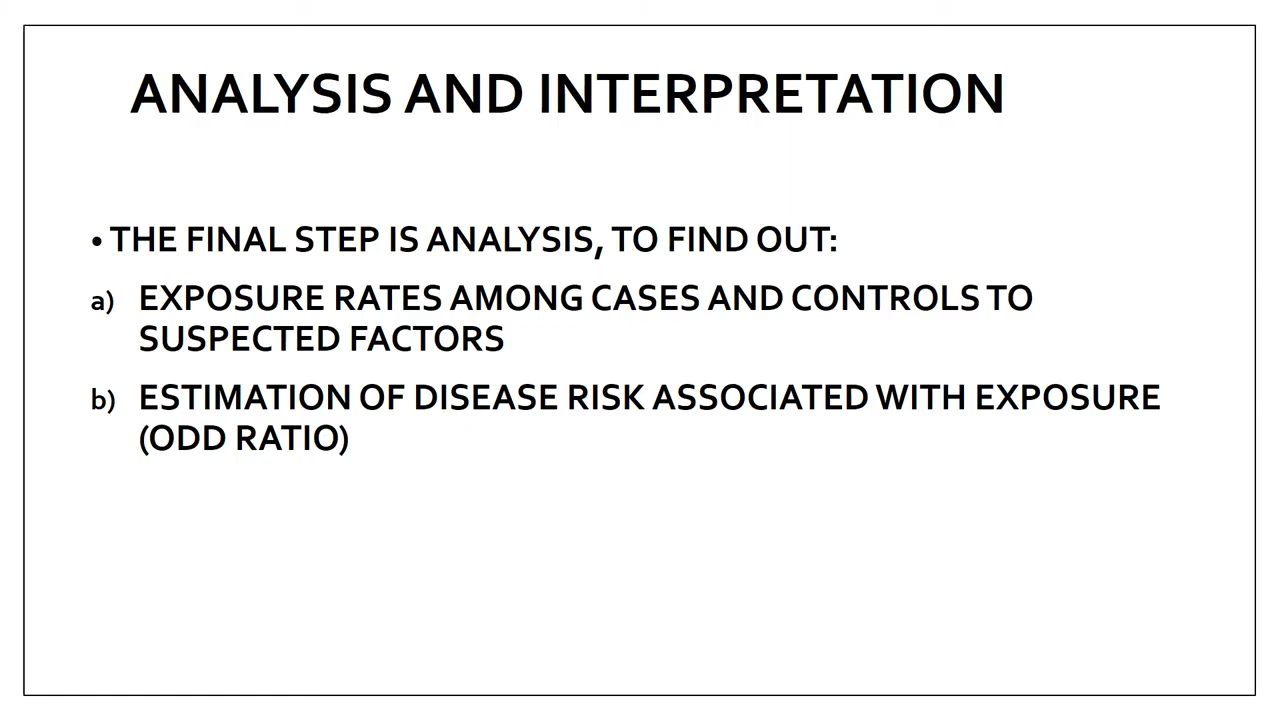 ANALYSIS AND INTERPRETATION
• THE FINAL STEP IS ANALYSIS, TO FIND OUT:
a) EXPOSURE RATES AMONG CASES AND CONTROLS TO
SUSPECTED FACTORS
b) ESTIMATION OF DISEASE RISK ASSOCIATED WITH EXPOSURE
(ODD RATIO)